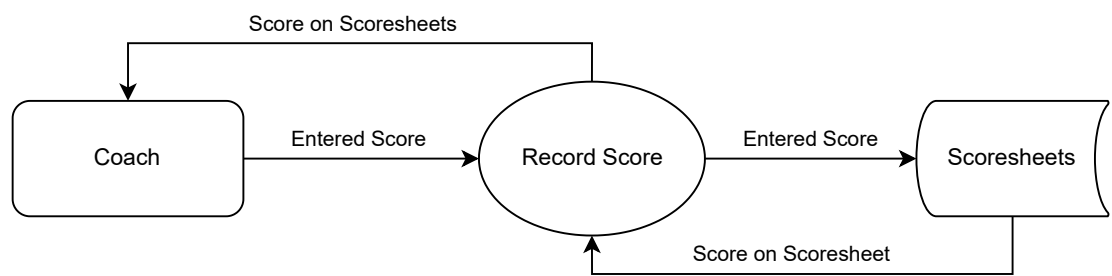 Score on Scoresheets
Coach
Entered Score
Record Score
Entered Score
Scoresheets
Score on Scoresheet